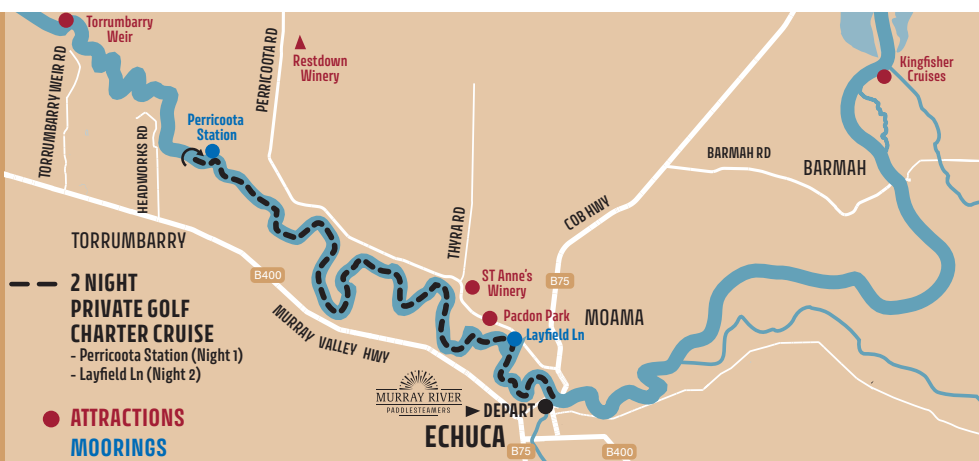 Torrumbarry
Weir
TORRUMBARRY WEIR RD
HEADWORKS RD
PERRICOOTA RD
Restdown
Winery
Perricoota
Station
Kingfisher
Cruises
BARMAH RD
BARMAH
COB HWY
THYRA RD
TORRUMBARRY
B400
B75
2 NIGHT
PRIVATE GOLF
CHARTER CRUISE
- Perricoota Station (Night 1)
- Layfield Ln (Night 2)
MURRAY VALLEY HWY
ST Anne's
Winery
Pacdon Park
MOAMA
Layfield Ln
MURRAY RIVER
PADDLESTEAMERS
DEPART
ECHUCA
B75
B400
ATTRACTIONS
MOORINGS